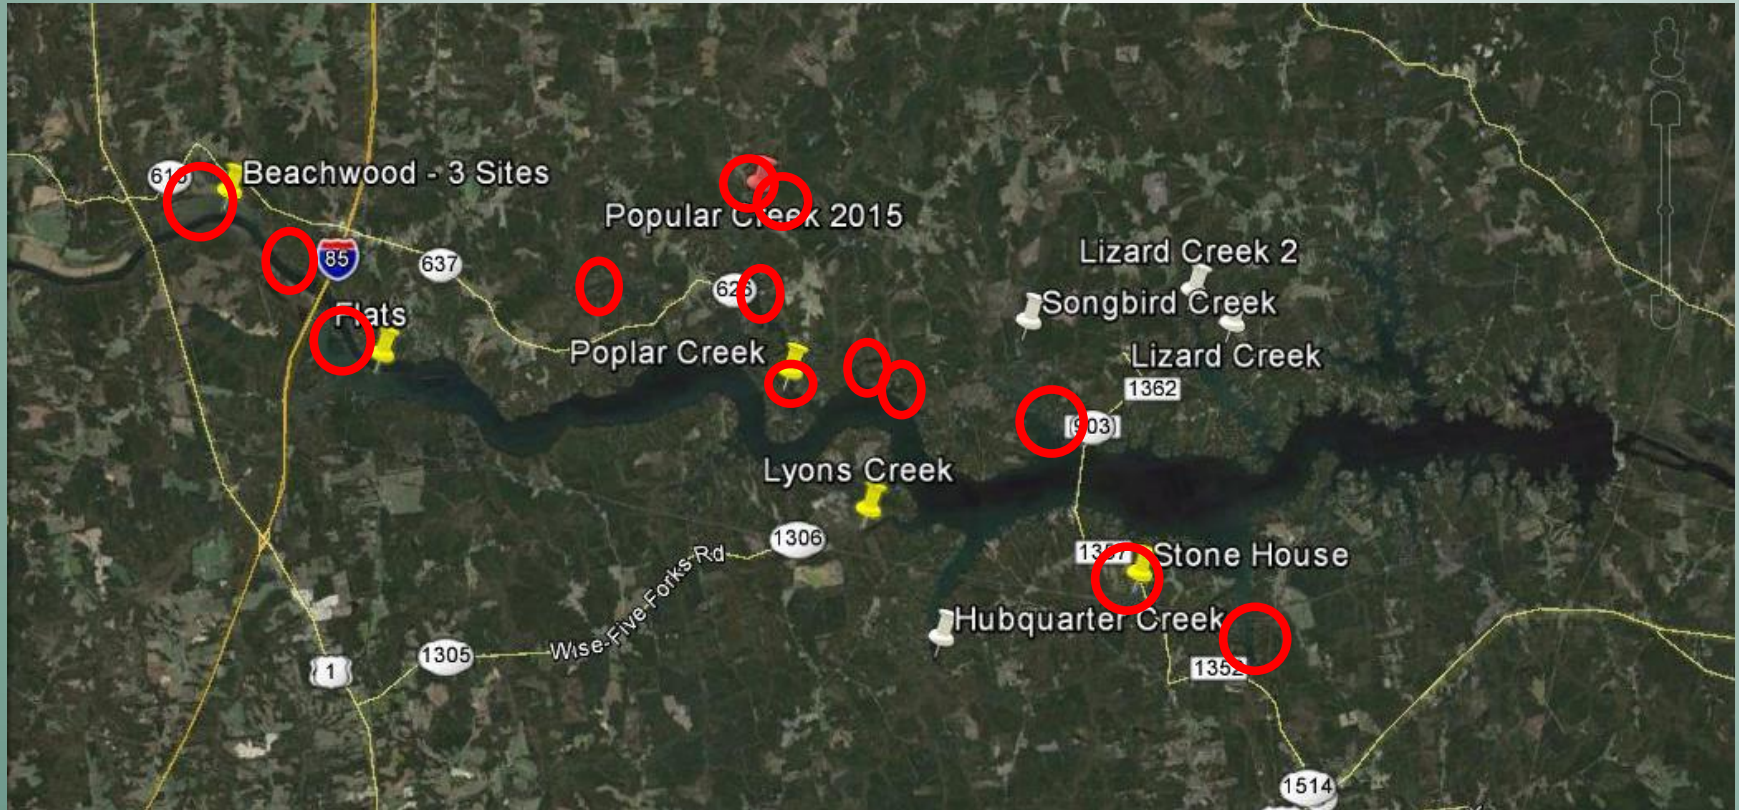 Beachwood - 3 Sites
Popular Creek 2015
Lizard Creek 2
85
637
Songbird Creek
Flats
Poplar Creek
Lizard Creek
1362
Lyons Creek
1306
Stone House
Wise-Five-Forks Rd
Hubquarter Creek
1305
1352
1
1514